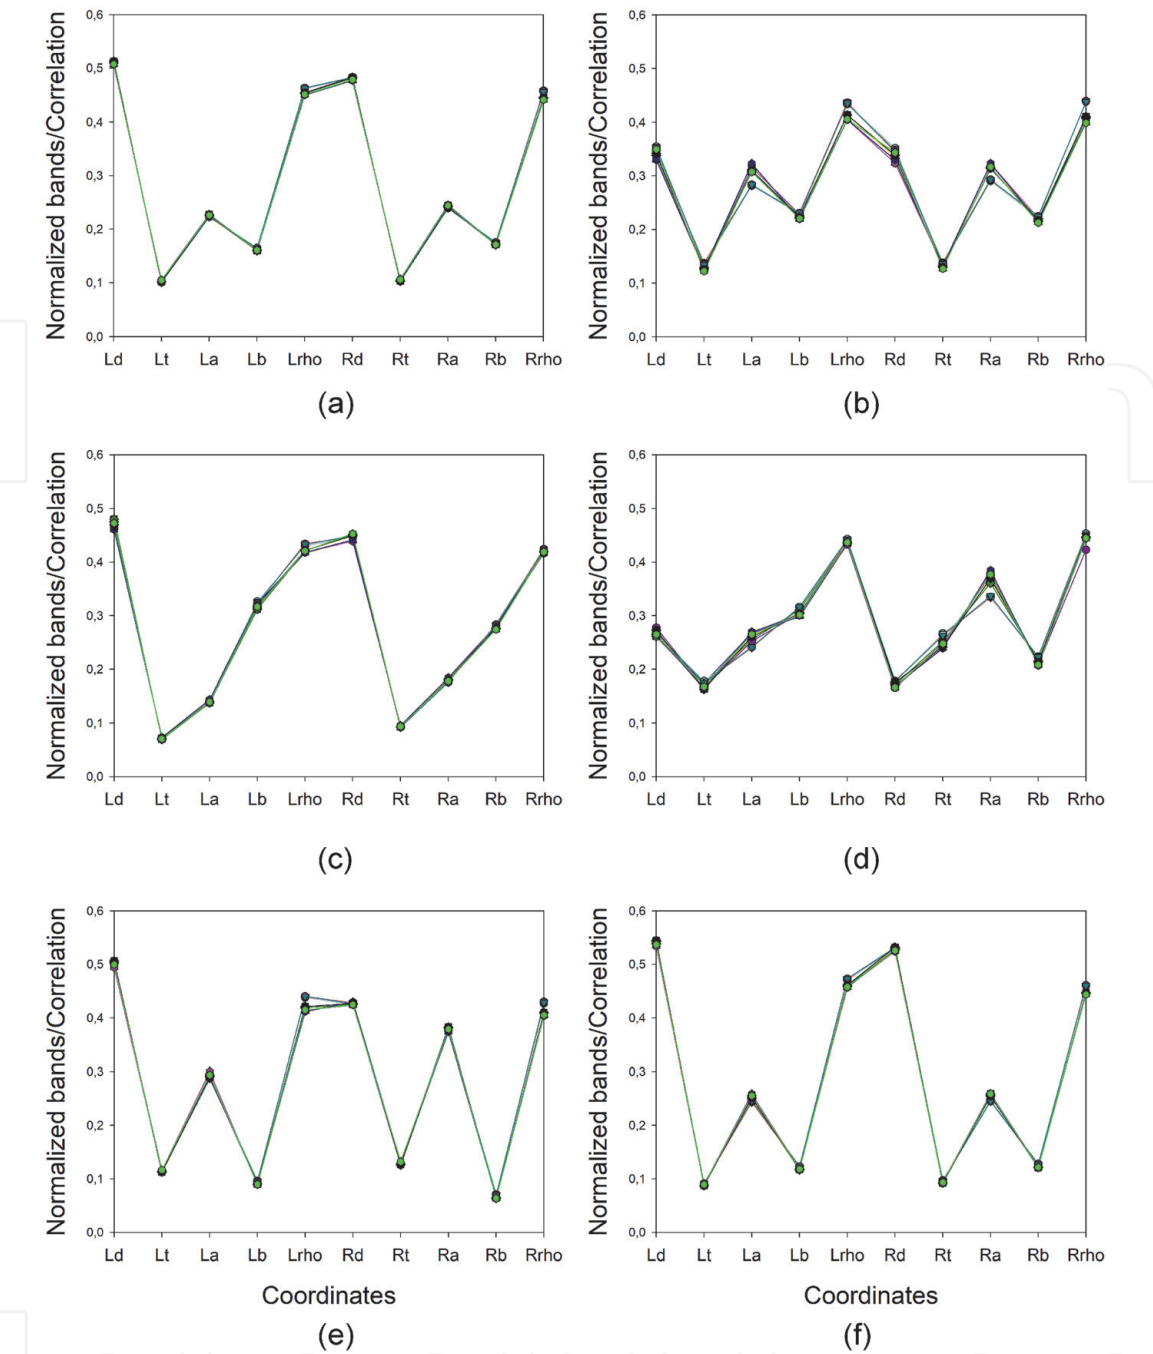 Normalized bands/Correlation
0,6
0,5
0,4
0,3
0,2
0,1
0,0
Ld Lt La Lb Lrho Rd Rt Ra Rb Rrho
(a)
Normalized bands/Correlation
0,6
0,5
0,4
0,3
0,2
0,1
0,0
Ld Lt La Lb Lrho Rd Rt Ra Rb Rrho
(b)
Normalized bands/Correlation
0,6
0,5
0,4
0,3
0,2
0,1
0,0
Ld Lt La Lb Lrho Rd Rt Ra Rb Rrho
(c)
Normalized bands/Correlation
0,6
0,5
0,4
0,3
0,2
0,1
0,0
Ld Lt La Lb Lrho Rd Rt Ra Rb Rrho
(d)
Normalized bands/Correlation
0,6
0,5
0,4
0,3
0,2
0,1
0,0
Ld Lt La Lb Lrho Rd Rt Ra Rb Rrho
Coordinates
(e)
Normalized bands/Correlation
0,6
0,5
0,4
0,3
0,2
0,1
0,0
Ld Lt La Lb Lrho Rd Rt Ra Rb Rrho
Coordinates
(f)